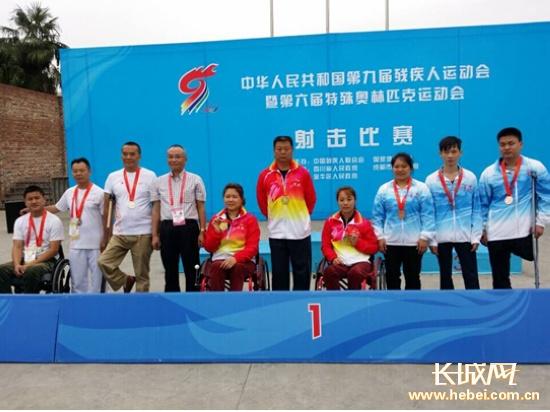 中华人民共和国第九届残疾人运动会
暨第六届特殊奥林匹克运动会
射击比赛
1
长城网
www.hebei.com.cn